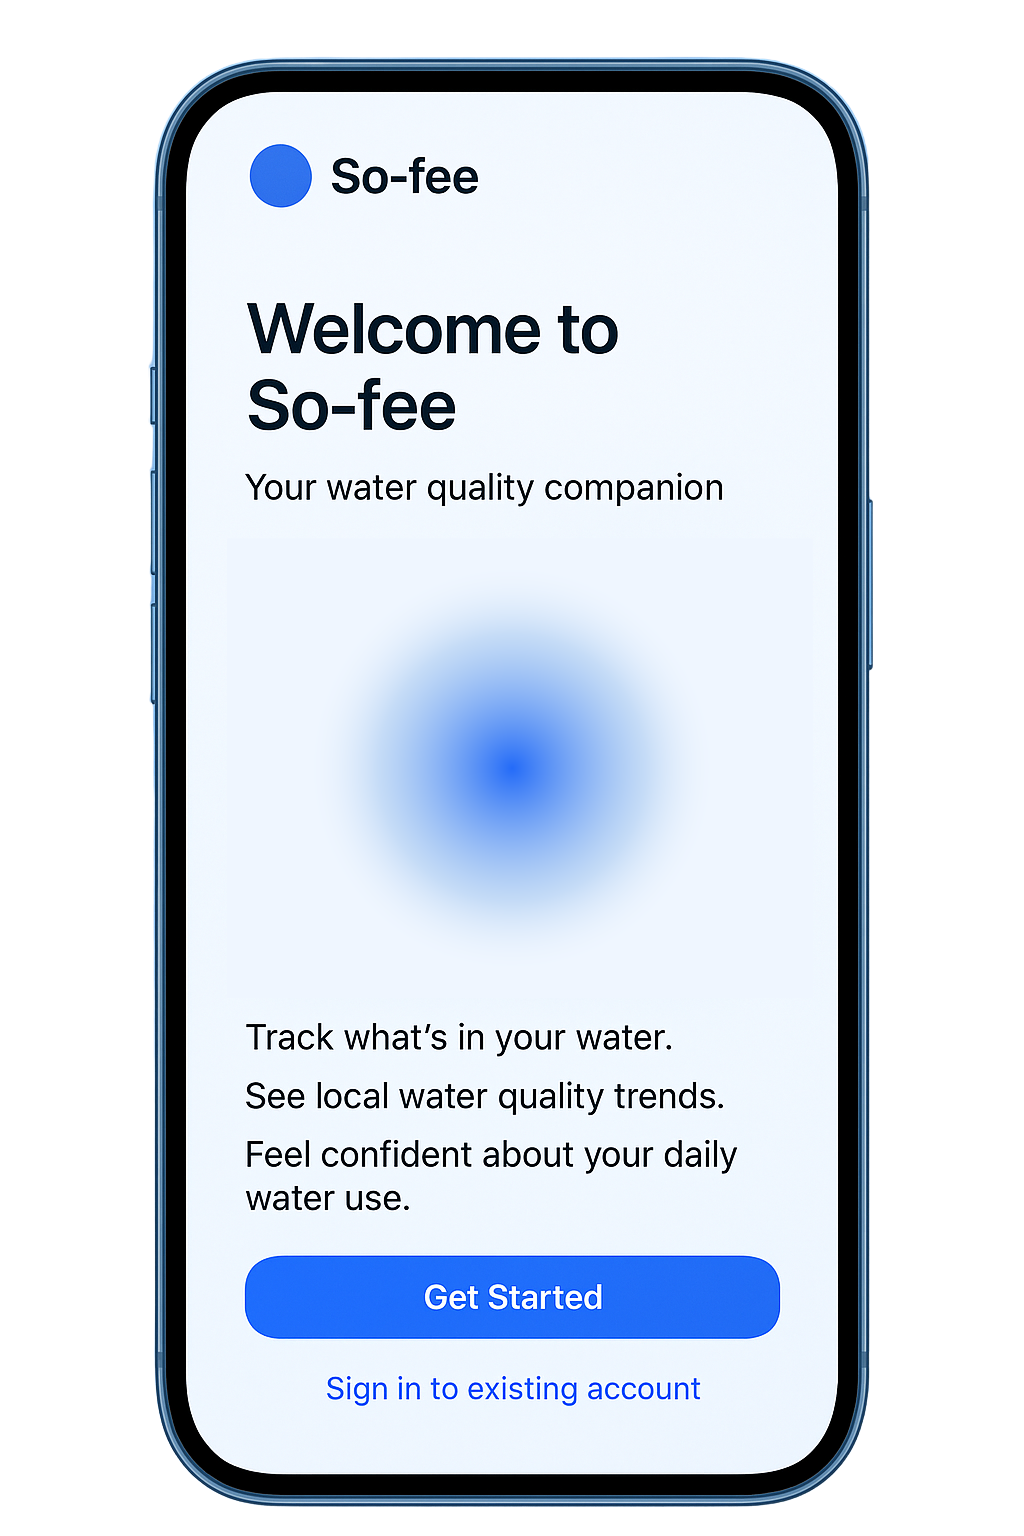 So-fee
Welcome to
So-fee
Your water quality companion
Track what’s in your water.
See local water quality trends.
Feel confident about your daily
water use.
Get Started
Sign in to existing account